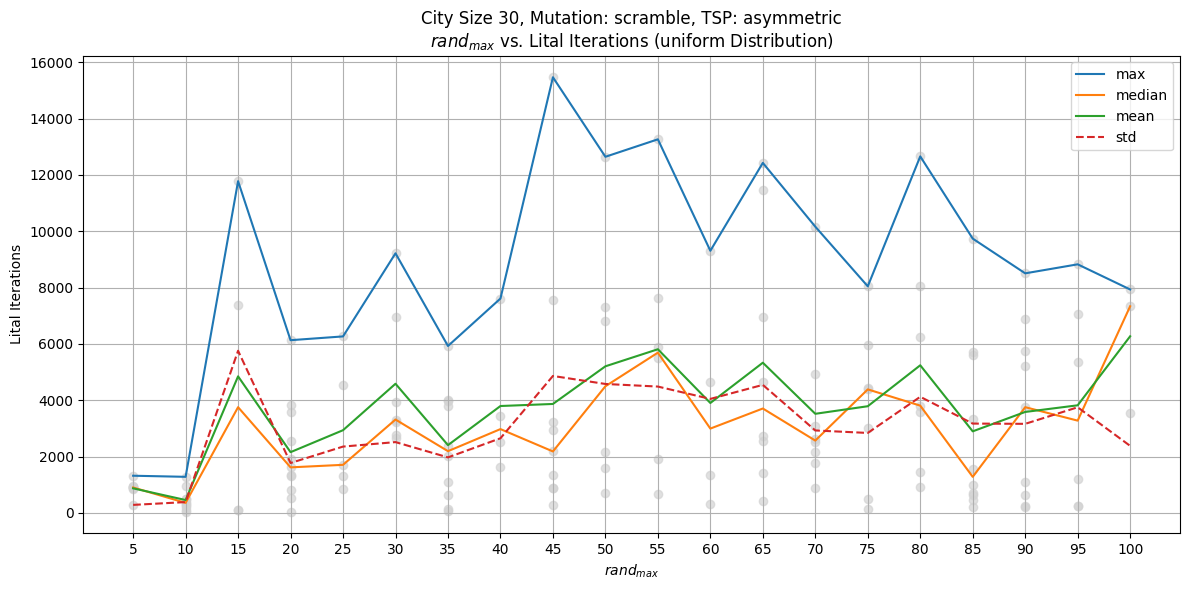 City Size 30, Mutation: scramble, TSP: asymmetric
rand_max vs. Lital Iterations (uniform Distribution)
16000
14000
12000
10000
8000
6000
4000
2000
0
Lital Iterations
max
median
mean
std
5 10 15 20 25 30 35 40 45 50 55 60 65 70 75 80 85 90 95 100
rand_max